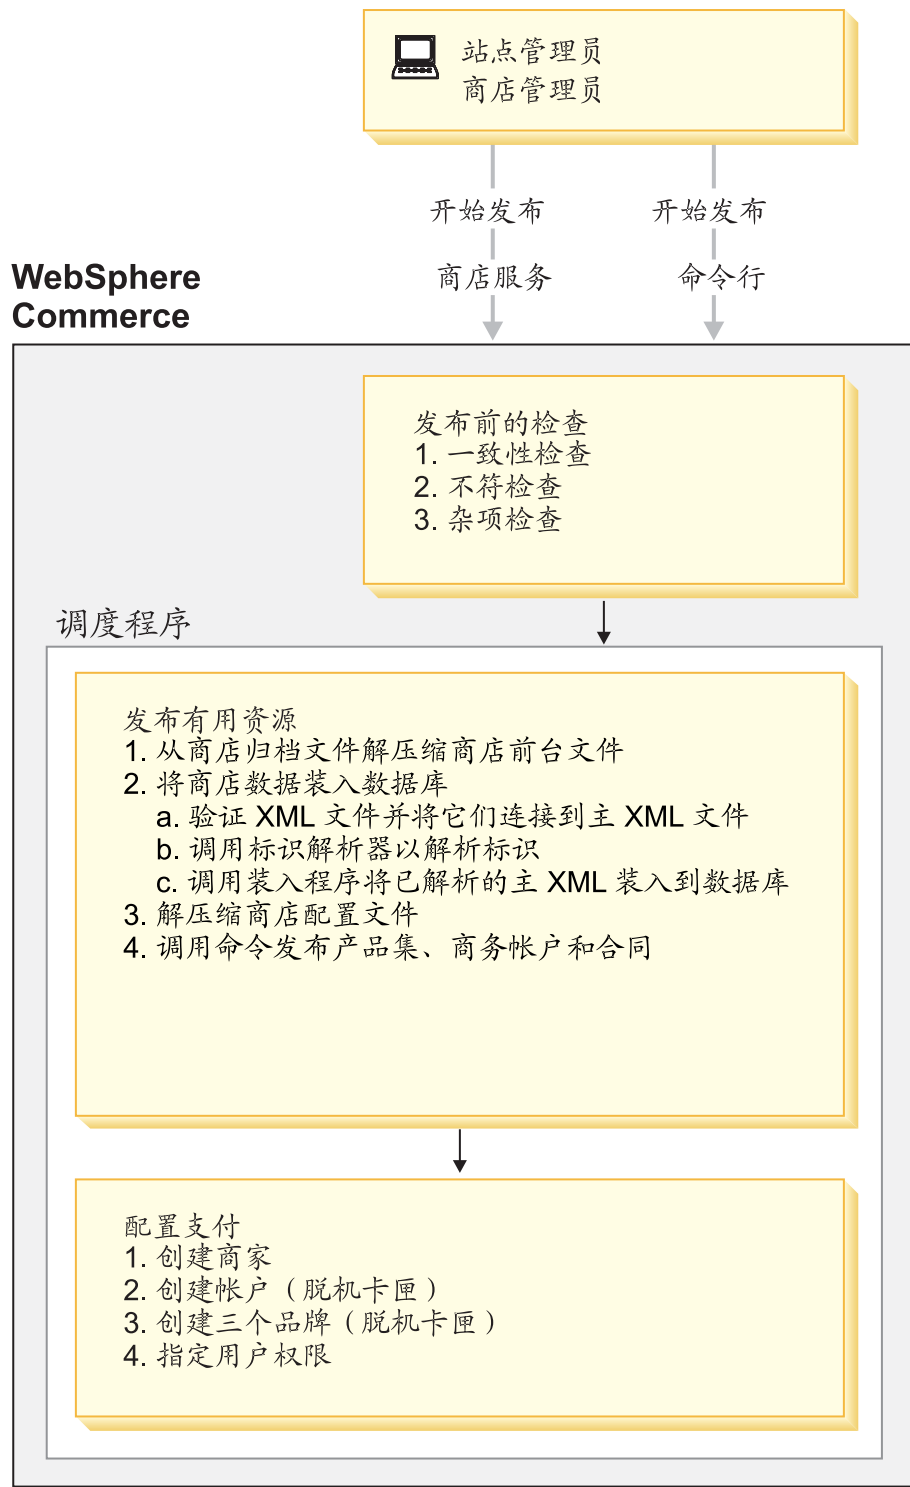 站点管理员
商店管理员
开始发布
开始发布
商店服务
命令行
WebSphere
Commerce
发布前的检查
1. 一致性检查
2. 不符检查
3. 杂项检查
调度程序
发布有用资源
1. 从商店归档文件解压缩商店前台文件
2. 将商店数据装入数据库
a. 验证 XML 文件并将它们连接到主 XML 文件
b. 调用标识解析器以解析标识
c. 调用装入程序将已解析的主 XML 装入到数据库
3. 解压缩商店配置文件
4. 调用命令发布产品集、商务帐户和合同
配置支付
1. 创建商家
2. 创建帐户（脱机卡匣）
3. 创建三个品牌（脱机卡匣）
4. 指定用户权限